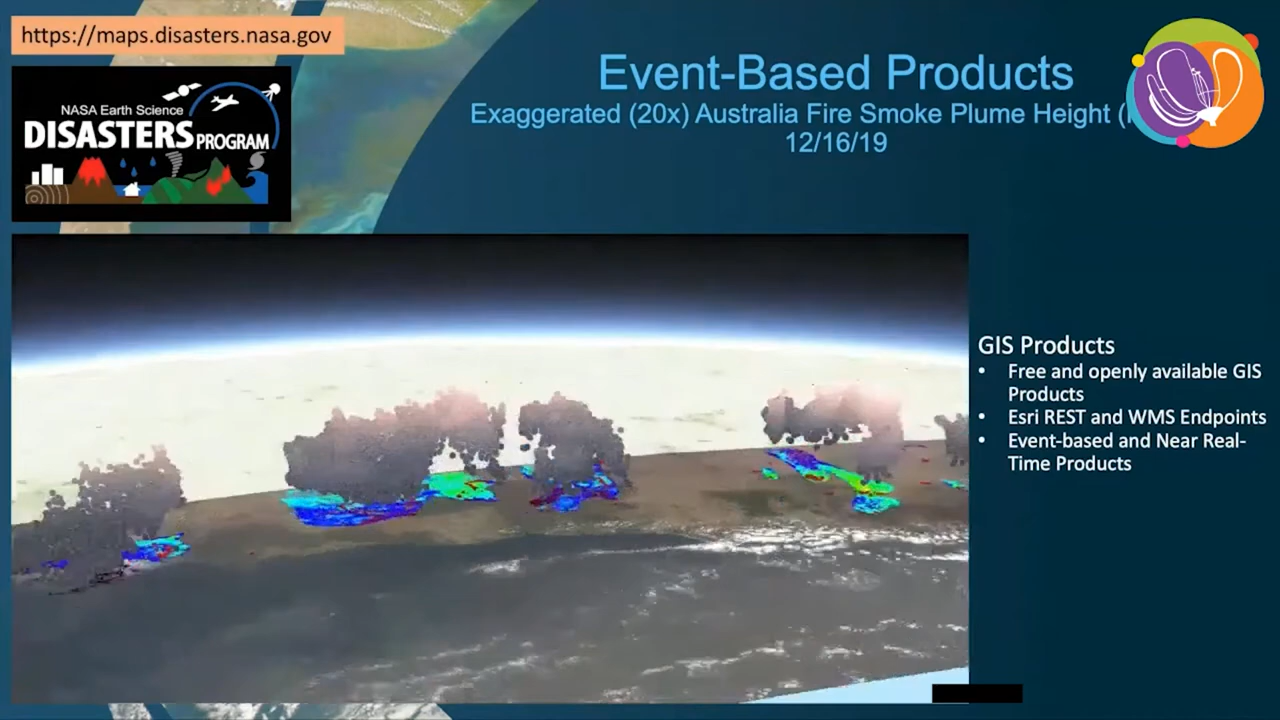 https://maps.disasters.nasa.gov
NASA Earth Science
DISASTERS PROGRAM
Event-Based Products
Exaggerated (20x) Australia Fire Smoke Plume Height
12/16/19
GIS Products
• Free and openly available GIS
Products
• Esri REST and WMS Endpoints
• Event-based and Near Real-
Time Products